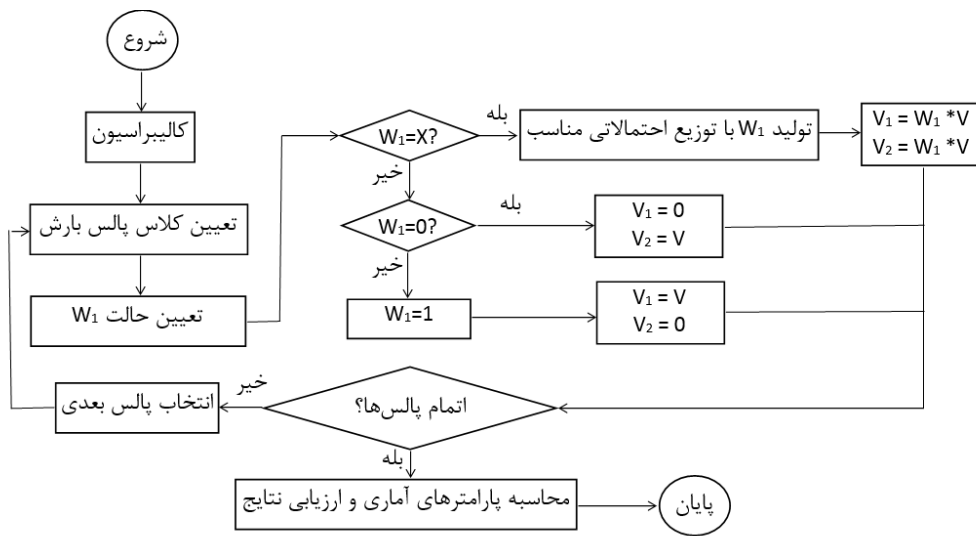 شروع
کالیبراسیون
تعیین کلاس پالس بارش
تعیین حالت W₁
W₁=X?
بله
تولید W₁ با توزیع احتمالاتی مناسب
V₁ = W₁ *V
V₂ = W₁ *V
خیر
W₁=0?
بله
V₁ = 0
V₂ = V
خیر
W₁=1
V₁ = V
V₂ = 0
اتمام پالس‌ها؟
خیر
انتخاب پالس بعدی
بله
محاسبه پارامترهای آماری و ارزیابی نتایج
پایان